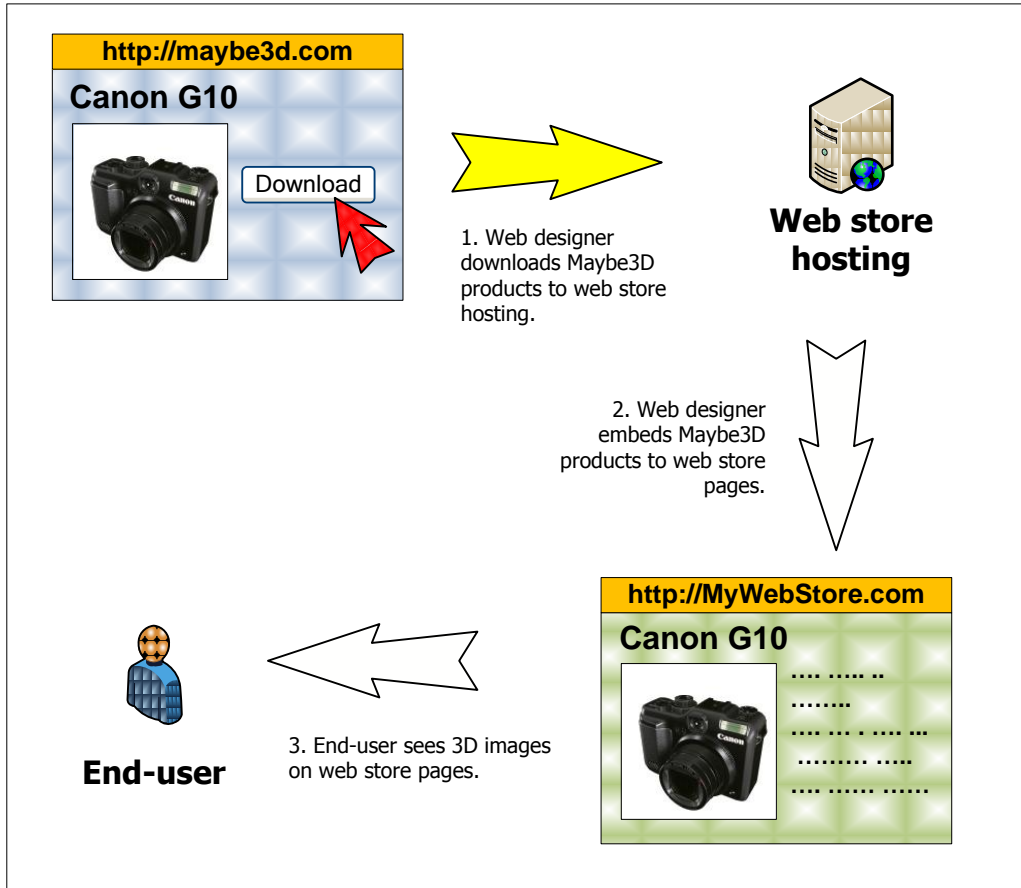 http://maybe3d.com
Canon G10
Canon
Download
1. Web designer
downloads Maybe3D
products to web store
hosting.
Web store
hosting
2. Web designer
embeds Maybe3D
products to web store
pages.
http://MyWebStore.com
Canon G10
Canon
.... ..... ..
........
.... ... . .... ...
......... .....
.... ...... ......
End-user
3. End-user sees 3D images
on web store pages.